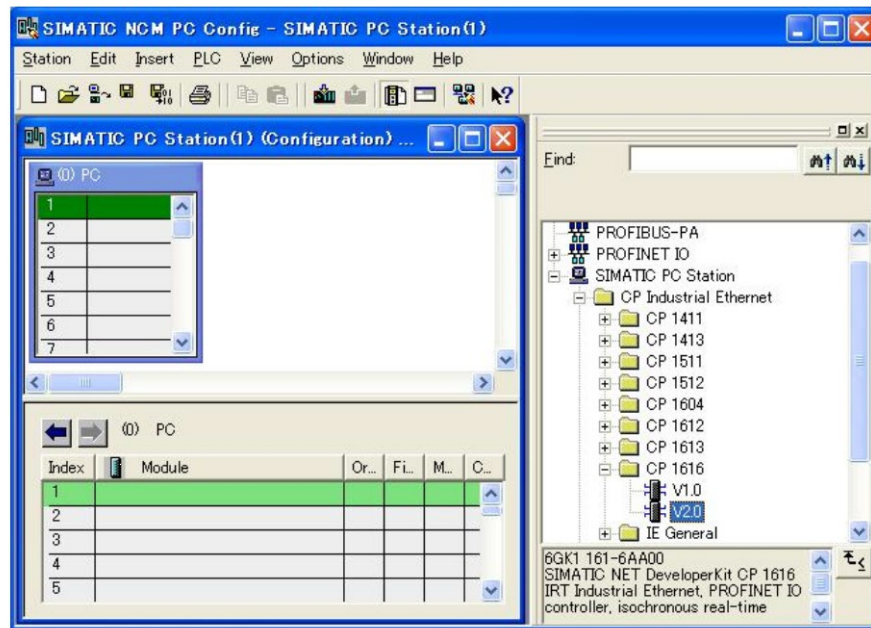 SIMATIC NCM PC Config - SIMATIC PC Station(1)
Station Edit Insert PLC View Options Window Help
SIMATIC PC Station(1) (Configuration) ...
(0) PC
1
2
3
4
5
6
7
(0) PC
Index Module Or... Fi... M... C...
1
2
3
4
5
Find:
PROFIBUS-PA
PROFINET IO
SIMATIC PC Station
CP Industrial Ethernet
CP 1411
CP 1413
CP 1511
CP 1512
CP 1604
CP 1612
CP 1613
CP 1616
V1.0
V2.0
IE General
6GK1 161-6AA00
SIMATIC NET DeveloperKit CP 1616
IRT Industrial Ethernet, PROFINET IO
controller, isochronous real-time